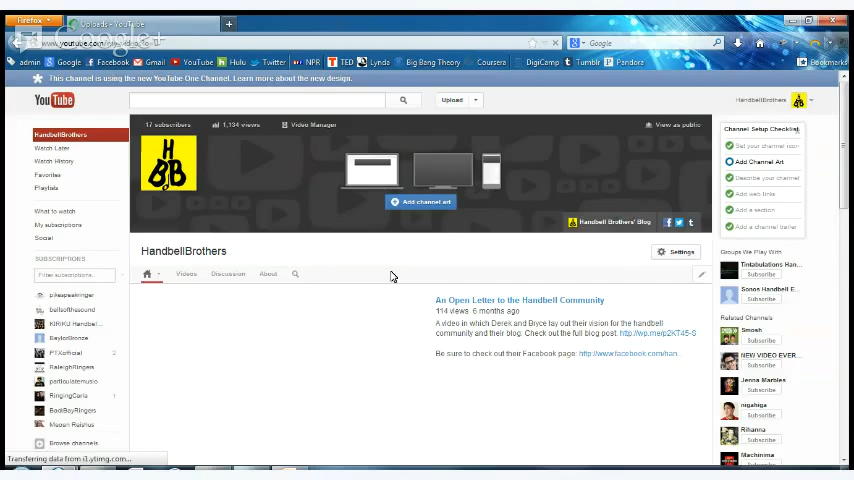 Firefox
Uploads - YouTube
Google+
www.youtube.com/my_videos?o=U
Google
admin Google Facebook Gmail YouTube Hulu Twitter NPR TED Lynda Big Bang Theory Coursera DigiCamp Tumblr Pandora Bookmarks
This channel is using the new YouTube One Channel. Learn more about the new design.
YouTube
Upload
HandbellBrothers
HandbellBrothers
Watch Later
Watch History
Favorites
Playlists
What to watch
My subscriptions
Social
SUBSCRIPTIONS
Filter subscriptions...
pikespeakringer
bellsofthesound
KIRIKU Handbel...
BaylorBronze
PTXofficial 2
RaleighRingers
particulatemusic
RingingCarla 1
BadBoyRingers
Megan Reishus
Browse channels
17 subscribers 1,134 views Video Manager View as public
H
B.B
Add channel art
Handbell Brothers' Blog
HandbellBrothers
Settings
Videos Discussion About
An Open Letter to the Handbell Community
114 views 6 months ago
A video in which Derek and Bryce lay out their vision for the handbell
community and their blog. Check out the full blog post: http://wp.me/p2KT45-S
Be sure to check out their Facebook page: http://www.facebook.com/han...
Channel Setup Checklist
Set your channel icon
Add Channel Art
Describe your channel
Add web links
Add a section
Add a channel trailer
Groups We Play With
Tintabulations Han...
Subscribe
Sonos Handbell E...
Subscribe
Related Channels
Smosh
Subscribe
NEW VIDEO EVER...
Subscribe
Jenna Marbles
Subscribe
nigahiga
Subscribe
Rihanna
Subscribe
Machinima
Subscribe
Transferring data from i1.ytimg.com...